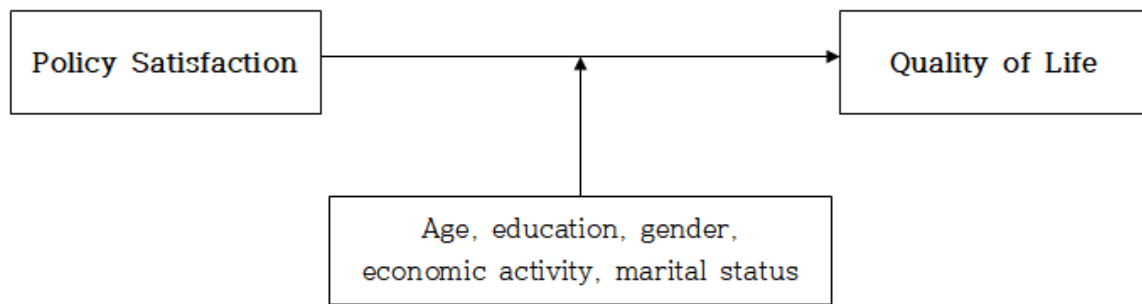 Policy Satisfaction
Quality of Life
Age, education, gender,
economic activity, marital status